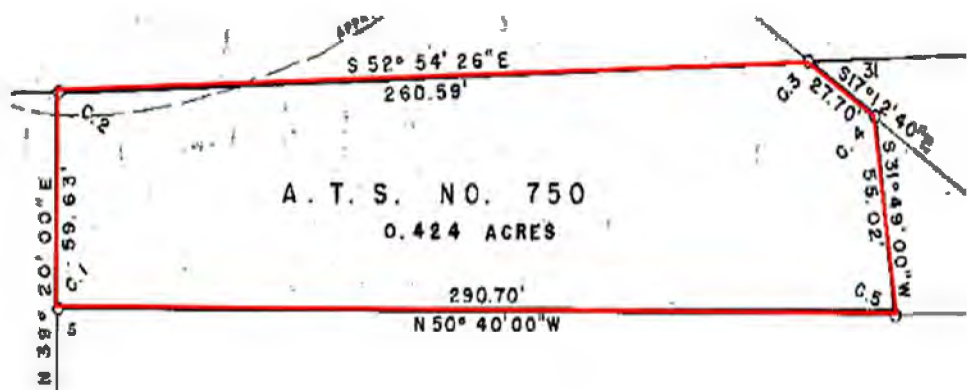 S 52° 54' 26" E
260.59'
C.2
31
S17°12'40"E
27.70'
C.3
C.4
S 31°49'00"W
55.02'
A.T.S. NO. 750
0.424 ACRES
N 39° 20' 00" E
59.63'
C.1
C.5
5
290.70'
N 50° 40' 00" W